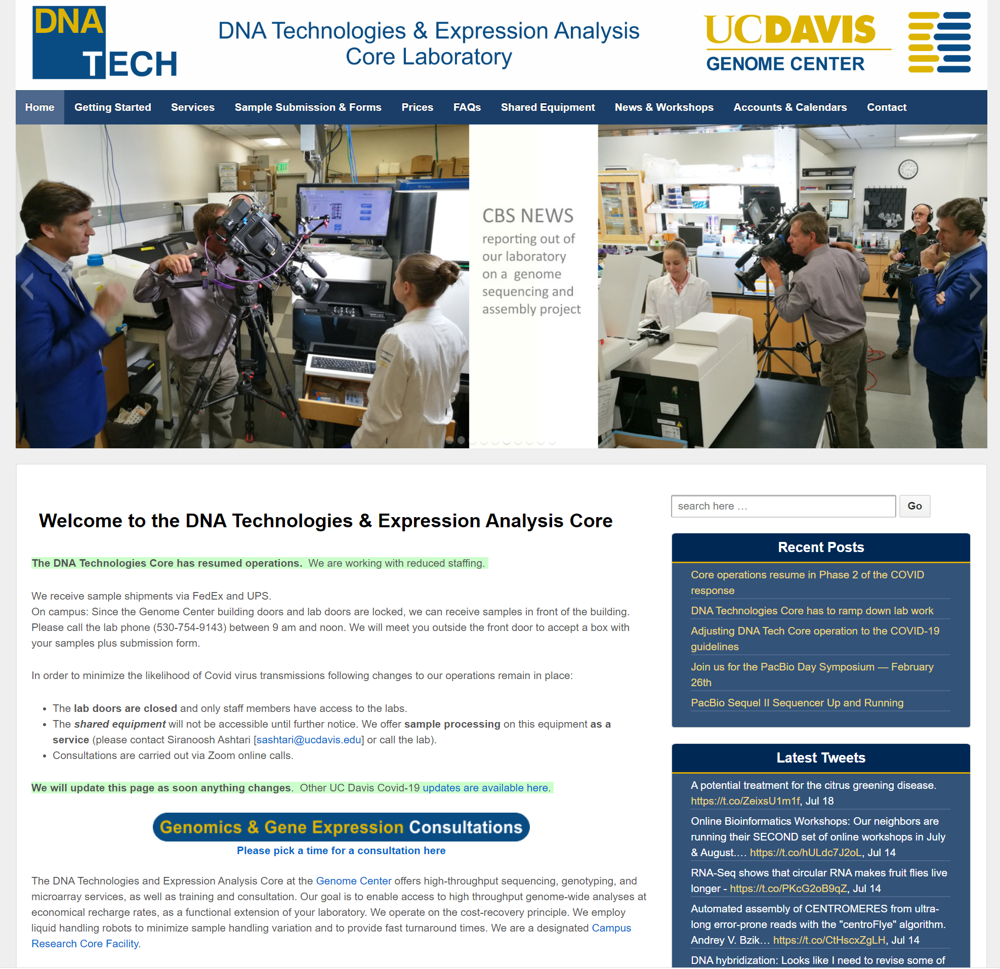 DNA
TECH
DNA Technologies & Expression Analysis
Core Laboratory
UCDAVIS
GENOME CENTER
Home
Getting Started
Services
Sample Submission & Forms
Prices
FAQs
Shared Equipment
News & Workshops
Accounts & Calendars
Contact
EXIT
CBS NEWS
reporting out of
our laboratory
on a genome
sequencing and
assembly project
Welcome to the DNA Technologies & Expression Analysis Core
The DNA Technologies Core has resumed operations. We are working with reduced staffing.
We receive sample shipments via FedEx and UPS.
On campus: Since the Genome Center building doors and lab doors are locked, we can receive samples in front of the building.
Please call the lab phone (530-754-9143) between 9 am and noon. We will meet you outside the front door to accept a box with
your samples plus submission form.
In order to minimize the likelihood of Covid virus transmissions following changes to our operations remain in place:
• The lab doors are closed and only staff members have access to the labs.
• The shared equipment will not be accessible until further notice. We offer sample processing on this equipment as a
service (please contact Siranoosh Ashtari [sashtari@ucdavis.edu] or call the lab).
• Consultations are carried out via Zoom online calls.
We will update this page as soon anything changes. Other UC Davis Covid-19 updates are available here.
Genomics & Gene Expression Consultations
Please pick a time for a consultation here
The DNA Technologies and Expression Analysis Core at the Genome Center offers high-throughput sequencing, genotyping, and
microarray services, as well as training and consultation. Our goal is to enable access to high throughput genome-wide analyses at
economical recharge rates, as a functional extension of your laboratory. We operate on the cost-recovery principle. We employ
liquid handling robots to minimize sample handling variation and to provide fast turnaround times. We are a designated Campus
Research Core Facility.
search here …
Go
Recent Posts
Core operations resume in Phase 2 of the COVID
response
DNA Technologies Core has to ramp down lab work
Adjusting DNA Tech Core operation to the COVID-19
guidelines
Join us for the PacBio Day Symposium — February
26th
PacBio Sequel II Sequencer Up and Running
Latest Tweets
A potential treatment for the citrus greening disease.
https://t.co/ZeixsU1m1f, Jul 18
Online Bioinformatics Workshops: Our neighbors are
running their SECOND set of online workshops in July
& August.… https://t.co/hULdc7J2oL, Jul 14
RNA-Seq shows that circular RNA makes fruit flies live
longer - https://t.co/PKcG2oB9qZ, Jul 14
Automated assembly of CENTROMERES from ultra-
long error-prone reads with the "centroFlye" algorithm.
Andrey V. Bzik… https://t.co/CtHscxZgLH, Jul 14
DNA hybridization: Looks like I need to revise some of